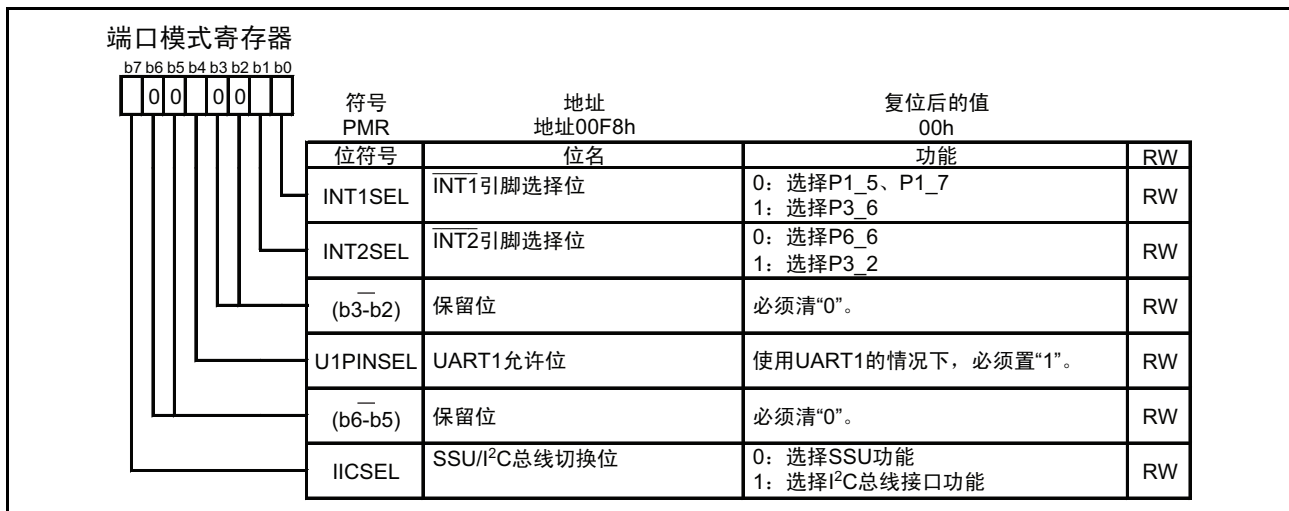 端口模式寄存器
b7 b6 b5 b4 b3 b2 b1 b0
0 0 0 0
符号 地址 复位后的值
PMR 地址00F8h 00h
位符号 位名 功能 RW
INT1SEL INT1引脚选择位 0：选择P1_5、P1_7
1：选择P3_6 RW
INT2SEL INT2引脚选择位 0：选择P6_6
1：选择P3_2 RW
—
(b3-b2) 保留位 必须清“0”。 RW
U1PINSEL UART1允许位 使用UART1的情况下，必须置“1”。 RW
—
(b6-b5) 保留位 必须清“0”。 RW
IICSEL SSU/I²C总线切换位 0：选择SSU功能
1：选择I²C总线接口功能 RW